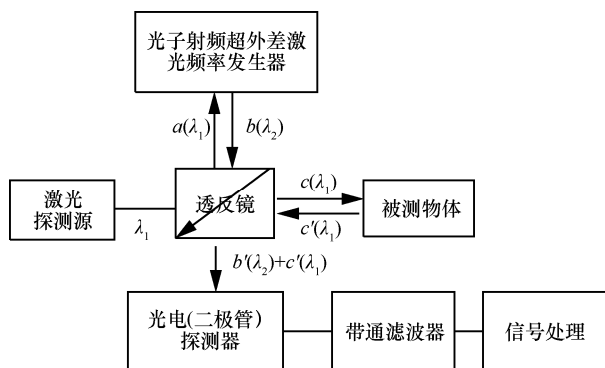 光子射频超外差激
光频率发生器
a(λ₁)
b(λ₂)
激光
探测源
λ₁
透反镜
c(λ₁)
c′(λ₁)
被测物体
b′(λ₂)+c′(λ₁)
光电(二极管)
探测器
带通滤波器
信号处理